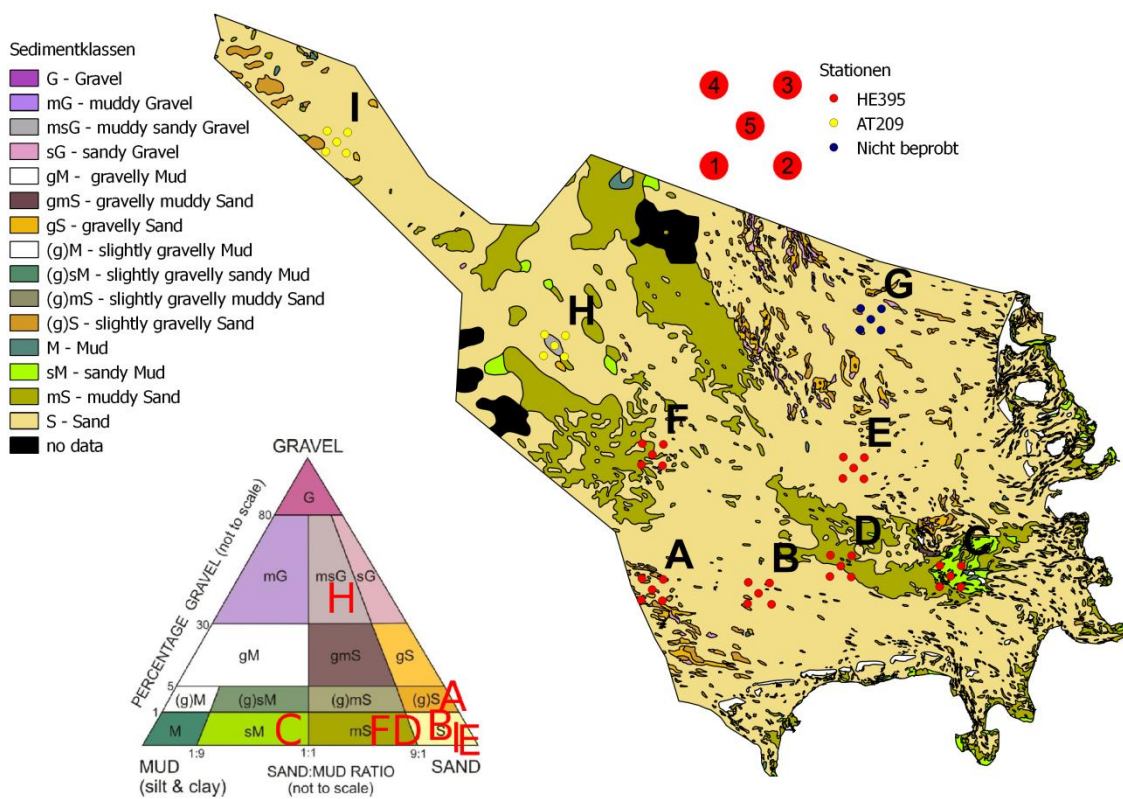 Sedimentklassen
G - Gravel
mG - muddy Gravel
msG - muddy sandy Gravel
sG - sandy Gravel
gM - gravelly Mud
gmS - gravelly muddy Sand
gS - gravelly Sand
(g)M - slightly gravelly Mud
(g)sM - slightly gravelly sandy Mud
(g)mS - slightly gravelly muddy Sand
(g)S - slightly gravelly Sand
M - Mud
sM - sandy Mud
mS - muddy Sand
S - Sand
no data
4 3
5
1 2
Stationen
HE395
AT209
Nicht beprobt
I
G
H
F
E
D
C
A
B
GRAVEL
PERCENTAGE GRAVEL (not to scale)
G
80
mG msG sG
H
30
gM gmS gS
5
(g)M (g)sM (g)mS (g)S A
1
M sM C mS F D B S I E
1:9 1:1 9:1
MUD
(silt & clay)
SAND:MUD RATIO
(not to scale)
SAND